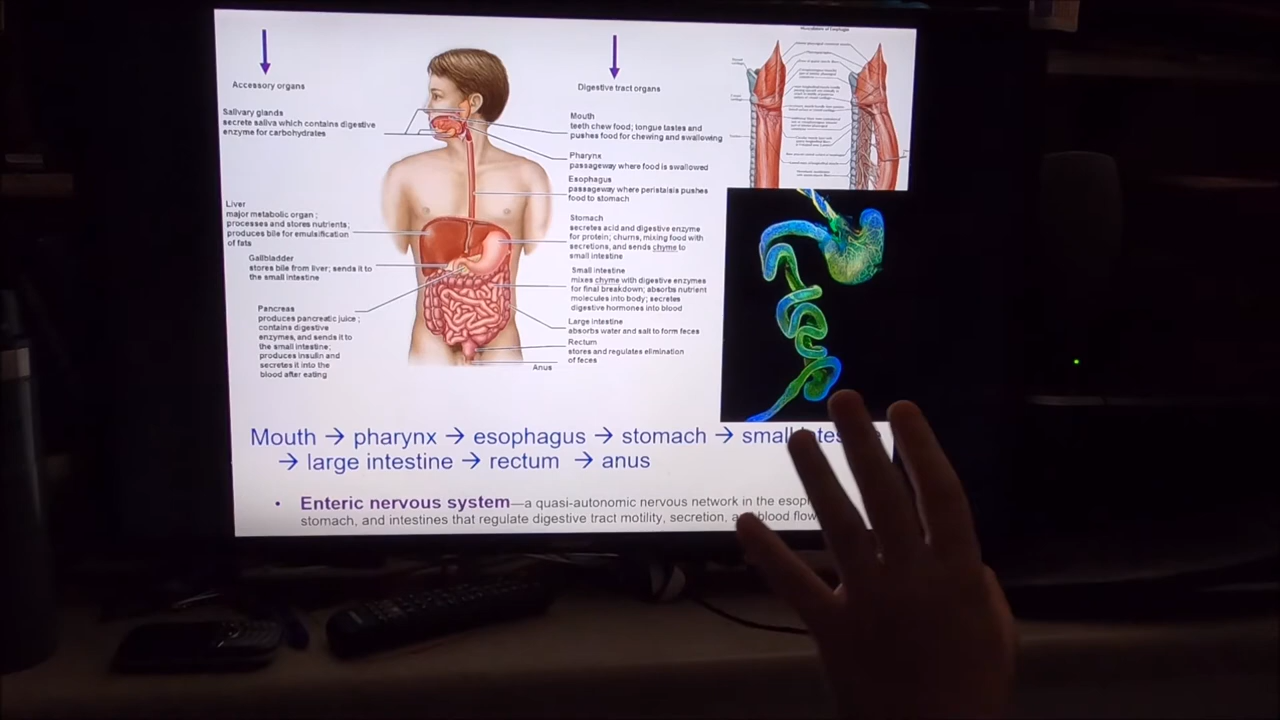 Accessory organs
Salivary glands
secrete saliva which contains digestive
enzyme for carbohydrates
Liver
major metabolic organ ;
processes and stores nutrients;
produces bile for emulsification
of fats
Gallbladder
stores bile from liver; sends it to
the small intestine
Pancreas
produces pancreatic juice ;
contains digestive
enzymes, and sends it to
the small intestine;
produces insulin and
secretes it into the
blood after eating
Digestive tract organs
Mouth
teeth chew food; tongue tastes and
pushes food for chewing and swallowing
Pharynx
passageway where food is swallowed
Esophagus
passageway where peristalsis pushes
food to stomach
Stomach
secretes acid and digestive enzyme
for protein; churns, mixing food with
secretions, and sends chyme to
small intestine
Small intestine
mixes chyme with digestive enzymes
for final breakdown; absorbs nutrient
molecules into body; secretes
digestive hormones into blood
Large intestine
absorbs water and salt to form feces
Rectum
stores and regulates elimination
of feces
Anus
Mouth → pharynx → esophagus → stomach → small
→ large intestine → rectum → anus
• Enteric nervous system—a quasi-autonomic nervous network in the
stomach, and intestines that regulate digestive tract motility, secretion, blood flow